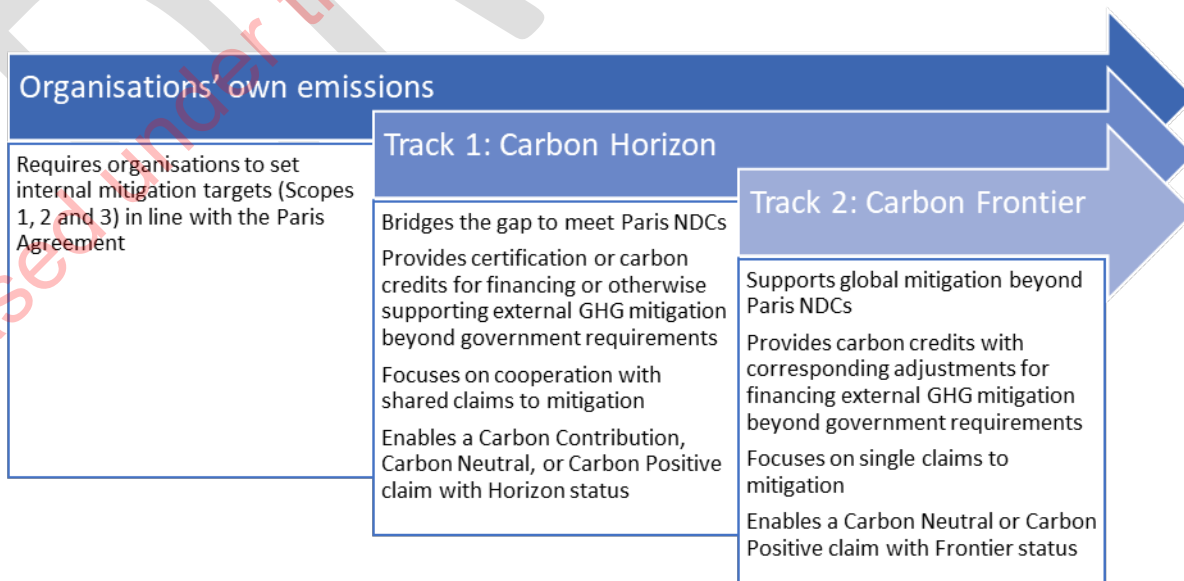 Organisations' own emissions
Requires organisations to set
internal mitigation targets (Scopes
1, 2 and 3) in line with the Paris
Agreement
Track 1: Carbon Horizon
Bridges the gap to meet Paris NDCs
Provides certification or carbon
credits for financing or otherwise
supporting external GHG mitigation
beyond government requirements
Focuses on cooperation with
shared claims to mitigation
Enables a Carbon Contribution,
Carbon Neutral, or Carbon Positive
claim with Horizon status
Track 2: Carbon Frontier
Supports global mitigation beyond
Paris NDCs
Provides carbon credits with
corresponding adjustments for
financing external GHG mitigation
beyond government requirements
Focuses on single claims to
mitigation
Enables a Carbon Neutral or Carbon
Positive claim with Frontier status
under